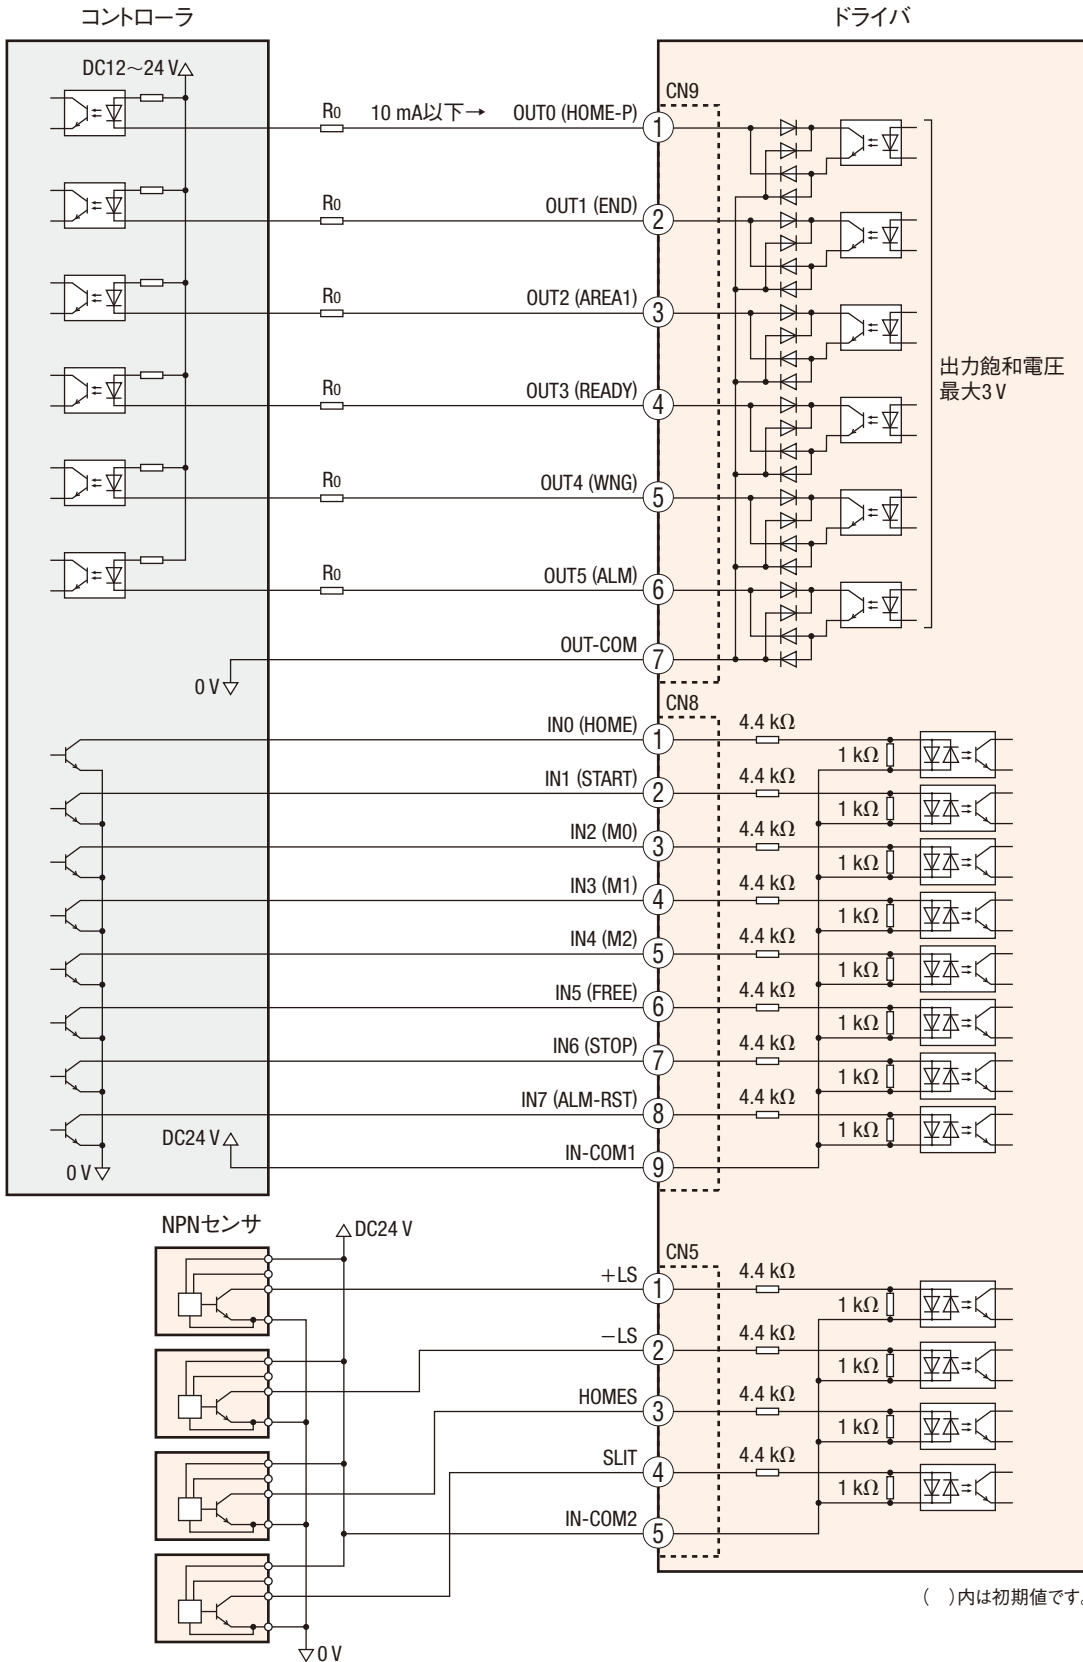 コントローラ
ドライバ
DC12～24 V
CN9
R0
10 mA以下→
OUT0 (HOME-P)
1
R0
OUT1 (END)
2
R0
OUT2 (AREA1)
3
出力飽和電圧
最大3 V
R0
OUT3 (READY)
4
R0
OUT4 (WNG)
5
R0
OUT5 (ALM)
6
OUT-COM
7
0 V
CN8
IN0 (HOME)
1
4.4 kΩ
1 kΩ
IN1 (START)
2
4.4 kΩ
1 kΩ
IN2 (M0)
3
4.4 kΩ
1 kΩ
IN3 (M1)
4
4.4 kΩ
1 kΩ
IN4 (M2)
5
4.4 kΩ
1 kΩ
IN5 (FREE)
6
4.4 kΩ
1 kΩ
IN6 (STOP)
7
4.4 kΩ
1 kΩ
IN7 (ALM-RST)
8
4.4 kΩ
1 kΩ
DC24 V
IN-COM1
9
0 V
NPNセンサ
DC24 V
CN5
+LS
1
4.4 kΩ
1 kΩ
−LS
2
4.4 kΩ
1 kΩ
HOMES
3
4.4 kΩ
1 kΩ
SLIT
4
4.4 kΩ
1 kΩ
IN-COM2
5
(　)内は初期値です。
0 V